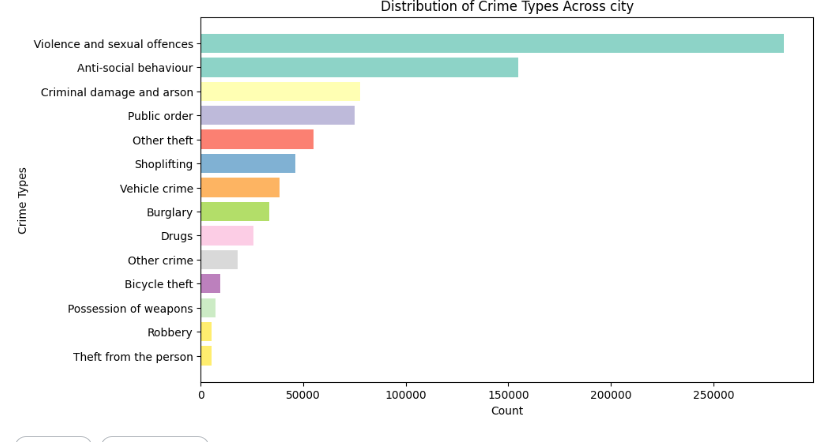 Distribution of Crime Types Across city
Violence and sexual offences
Anti-social behaviour
Criminal damage and arson
Public order
Other theft
Shoplifting
Vehicle crime
Burglary
Drugs
Other crime
Bicycle theft
Possession of weapons
Robbery
Theft from the person
Crime Types
0 50000 100000 150000 200000 250000
Count